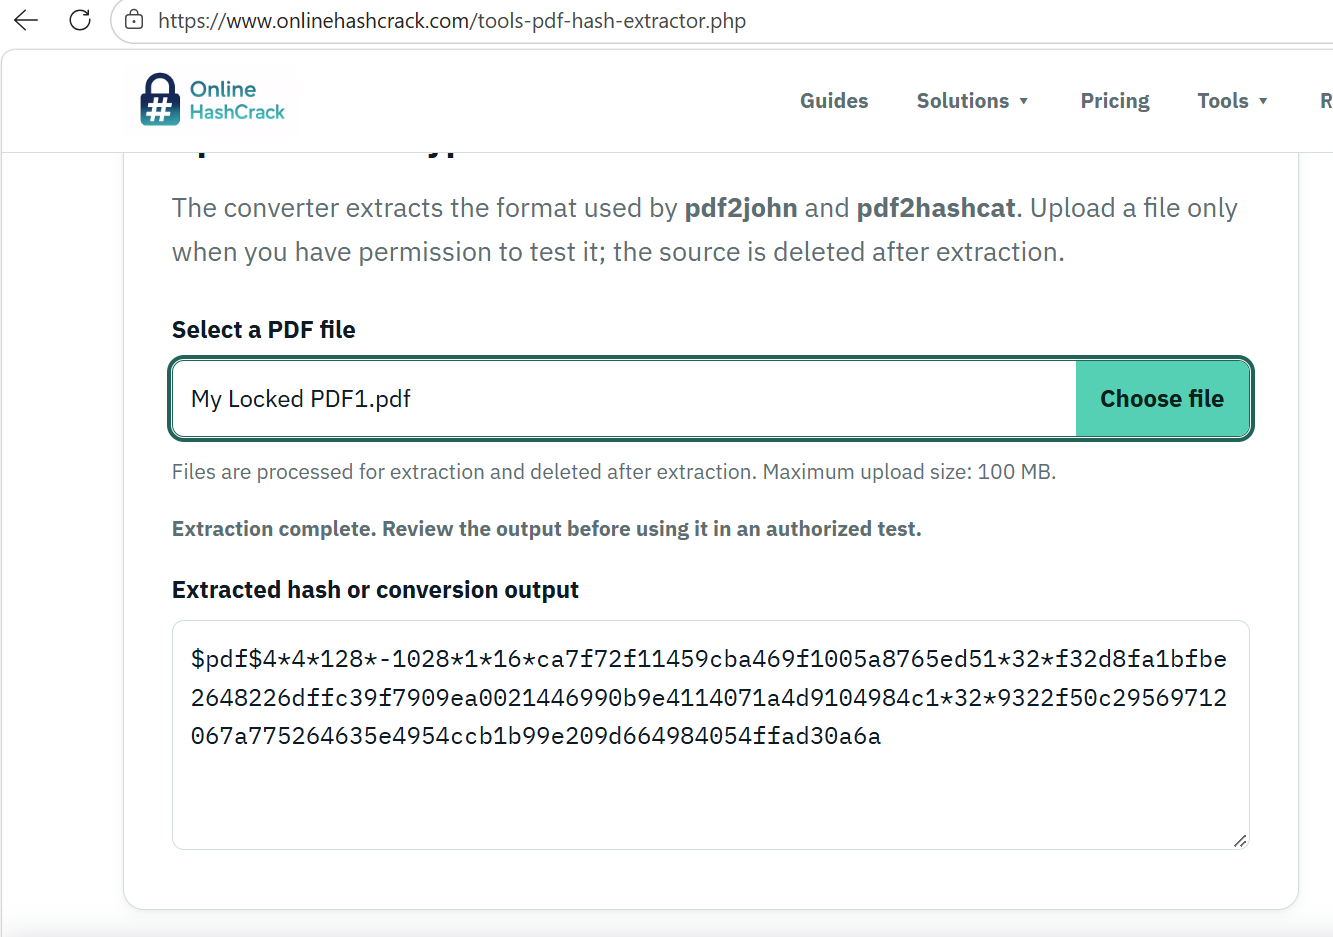 https://www.onlinehashcrack.com/tools-pdf-hash-extractor.php
Online
HashCrack
Guides
Solutions
Pricing
Tools
R
The converter extracts the format used by pdf2john and pdf2hashcat. Upload a file only
when you have permission to test it; the source is deleted after extraction.
Select a PDF file
My Locked PDF1.pdf
Choose file
Files are processed for extraction and deleted after extraction. Maximum upload size: 100 MB.
Extraction complete. Review the output before using it in an authorized test.
Extracted hash or conversion output
$pdf$4*4*128*-1028*1*16*ca7f72f11459cba469f1005a8765ed51*32*f32d8fa1bfbe
2648226dffc39f7909ea0021446990b9e4114071a4d9104984c1*32*9322f50c29569712
067a775264635e4954ccb1b99e209d664984054ffad30a6a